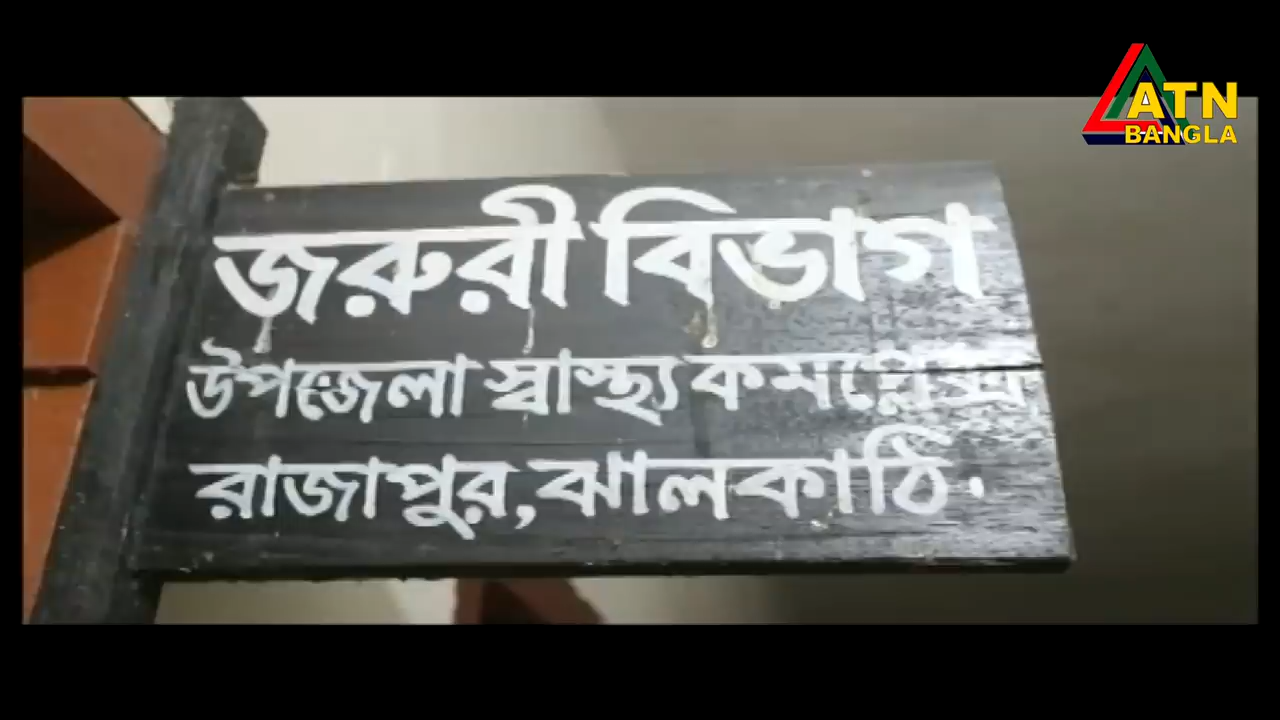 ATN
BANGLA
জরুরী বিভাগ
উপজেলা স্বাস্থ্য কমপ্লেক্স
রাজাপুর, ঝালকাঠি.